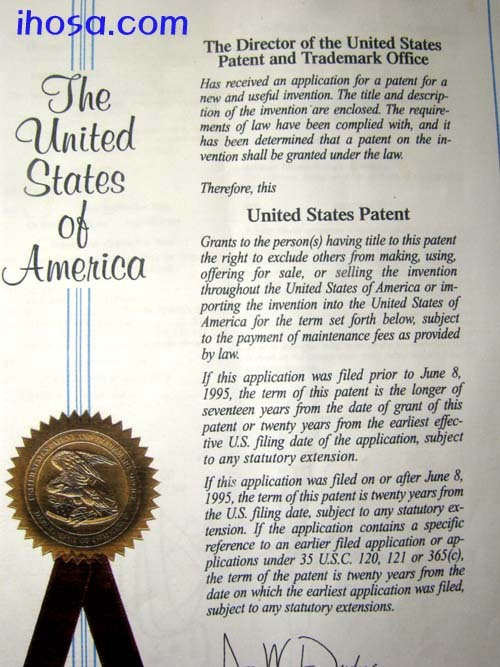 ihosa.com
The
United
States
of
America
The Director of the United States
Patent and Trademark Office
Has received an application for a patent for a
new and useful invention. The title and descrip-
tion of the invention are enclosed. The require-
ments of law have been complied with, and it
has been determined that a patent on the in-
vention shall be granted under the law.
Therefore, this
United States Patent
Grants to the person(s) having title to this patent
the right to exclude others from making, using,
offering for sale, or selling the invention
throughout the United States of America or im-
porting the invention into the United States of
America for the term set forth below, subject
to the payment of maintenance fees as provided
by law.
If this application was filed prior to June 8,
1995, the term of this patent is the longer of
seventeen years from the date of grant of this
patent or twenty years from the earliest effec-
tive U.S. filing date of the application, subject
to any statutory extension.
If this application was filed on or after June 8,
1995, the term of this patent is twenty years from
the U.S. filing date, subject to any statutory ex-
tension. If the application contains a specific
reference to an earlier filed application or ap-
plications under 35 U.S.C. 120, 121 or 365(c),
the term of the patent is twenty years from the
date on which the earliest application was filed,
subject to any statutory extensions.